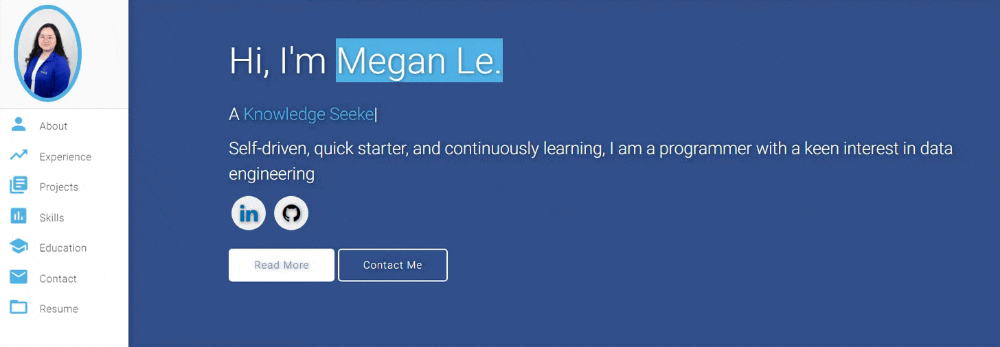 Hi, I'm Megan Le.
A Knowledge Seeke|
Self-driven, quick starter, and continuously learning, I am a programmer with a keen interest in data
engineering
in
Read More
Contact Me
About
Experience
Projects
Skills
Education
Contact
Resume